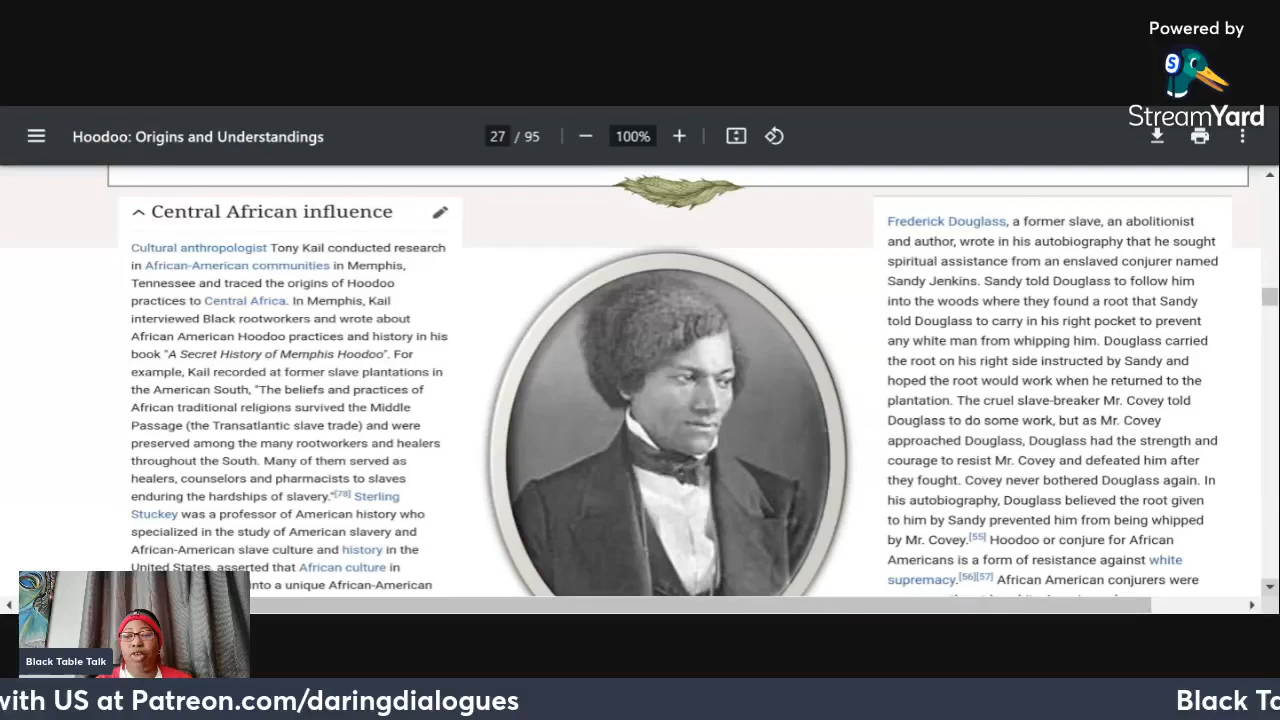 Powered by
StreamYard
Hoodoo: Origins and Understandings
27 / 95
100%
Central African influence
Cultural anthropologist Tony Kail conducted research
in African-American communities in Memphis,
Tennessee and traced the origins of Hoodoo
practices to Central Africa. In Memphis, Kail
interviewed Black rootworkers and wrote about
African American Hoodoo practices and history in his
book "A Secret History of Memphis Hoodoo". For
example, Kail recorded at former slave plantations in
the American South, "The beliefs and practices of
African traditional religions survived the Middle
Passage (the Transatlantic slave trade) and were
preserved among the many rootworkers and healers
throughout the South. Many of them served as
healers, counselors and pharmacists to slaves
enduring the hardships of slavery."[78] Sterling
Stuckey was a professor of American history who
specialized in the study of American slavery and
African-American slave culture and history in the
United States, asserted that African culture in
into a unique African-American
Frederick Douglass, a former slave, an abolitionist
and author, wrote in his autobiography that he sought
spiritual assistance from an enslaved conjurer named
Sandy Jenkins. Sandy told Douglass to follow him
into the woods where they found a root that Sandy
told Douglass to carry in his right pocket to prevent
any white man from whipping him. Douglass carried
the root on his right side instructed by Sandy and
hoped the root would work when he returned to the
plantation. The cruel slave-breaker Mr. Covey told
Douglass to do some work, but as Mr. Covey
approached Douglass, Douglass had the strength and
courage to resist Mr. Covey and defeated him after
they fought. Covey never bothered Douglass again. In
his autobiography, Douglass believed the root given
to him by Sandy prevented him from being whipped
by Mr. Covey.[55] Hoodoo or conjure for African
Americans is a form of resistance against white
supremacy.[56][57] African American conjurers were
Black Table Talk
with US at Patreon.com/daringdialogues
Black Ta